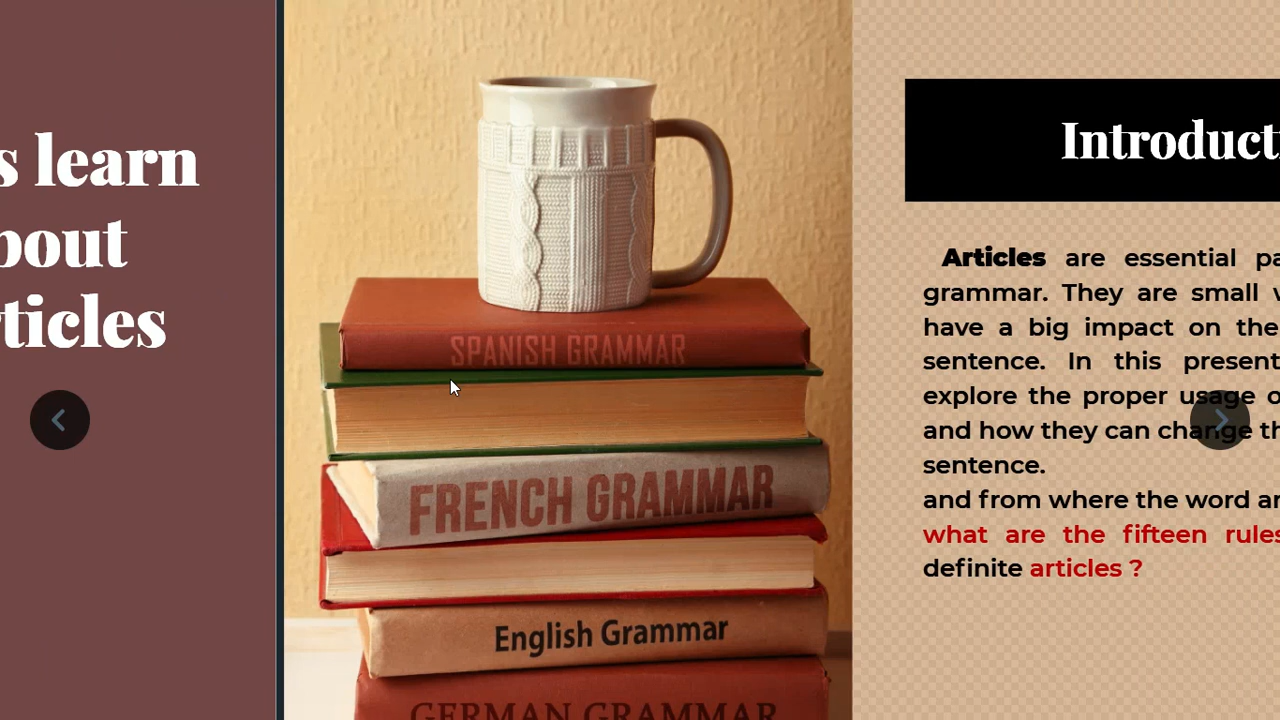 s learn
bout
ticles
SPANISH GRAMMAR
FRENCH GRAMMAR
English Grammar
GERMAN GRAMMAR
Introduct
Articles are essential pa
grammar. They are small
have a big impact on the
sentence. In this present
explore the proper usage o
and how they can change th
sentence.
and from where the word ar
what are the fifteen rules
definite articles ?